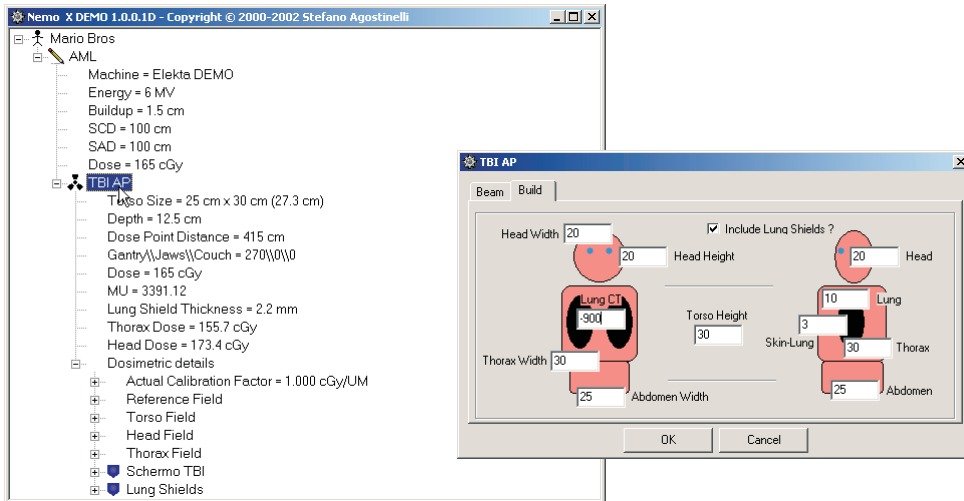 Nemo X DEMO 1.0.0.1D - Copyright © 2000-2002 Stefano Agostinelli
Mario Bros
AML
Machine = Elekta DEMO
Energy = 6 MV
Buildup = 1.5 cm
SCD = 100 cm
SAD = 100 cm
Dose = 165 cGy
TBI AP
Torso Size = 25 cm x 30 cm (27.3 cm)
Depth = 12.5 cm
Dose Point Distance = 415 cm
Gantry\\Jaws\\Couch = 270\\0\\0
Dose = 165 cGy
MU = 3391.12
Lung Shield Thickness = 2.2 mm
Thorax Dose = 155.7 cGy
Head Dose = 173.4 cGy
Dosimetric details
Actual Calibration Factor = 1.000 cGy/UM
Reference Field
Torso Field
Head Field
Thorax Field
Schermo TBI
Lung Shields
TBI AP
Beam Build
Head Width 20
Include Lung Shields ?
20 Head Height
20 Head
Lung CT
-900
Torso Height
30
10 Lung
3
Skin-Lung
Thorax Width 30
30 Thorax
25 Abdomen Width
25 Abdomen
OK Cancel